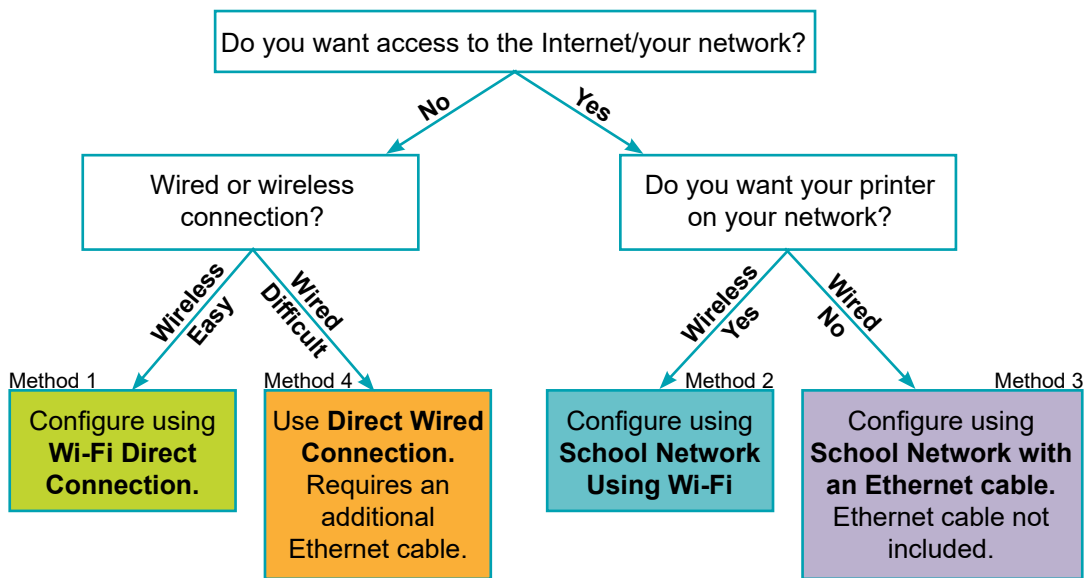 Do you want access to the Internet/your network?
No
Yes
Wired or wireless
connection?
Do you want your printer
on your network?
Wireless
Easy
Wired
Difficult
Wireless
Yes
Wired
No
Method 1
Configure using
Wi-Fi Direct
Connection.
Method 4
Use Direct Wired
Connection.
Requires an
additional
Ethernet cable.
Method 2
Configure using
School Network
Using Wi-Fi
Method 3
Configure using
School Network with
an Ethernet cable.
Ethernet cable not
included.